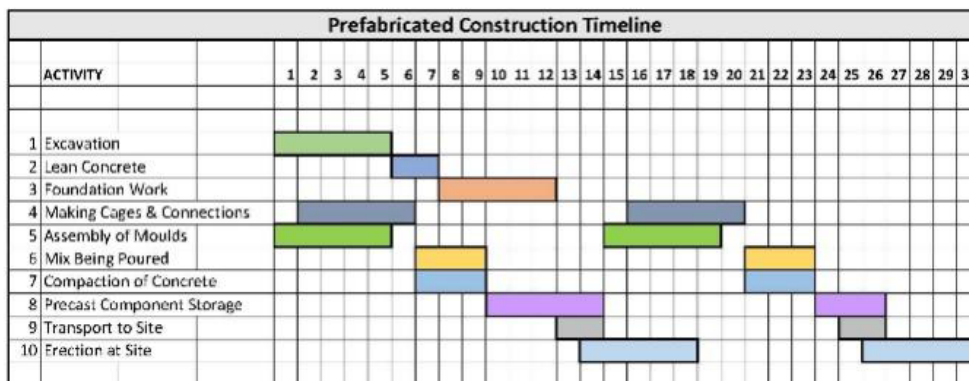 Prefabricated Construction Timeline
ACTIVITY 1 2 3 4 5 6 7 8 9 10 11 12 13 14 15 16 17 18 19 20 21 22 23 24 25 26 27 28 29
1 Excavation
2 Lean Concrete
3 Foundation Work
4 Making Cages & Connections
5 Assembly of Moulds
6 Mix Being Poured
7 Compaction of Concrete
8 Precast Component Storage
9 Transport to Site
10 Erection at Site